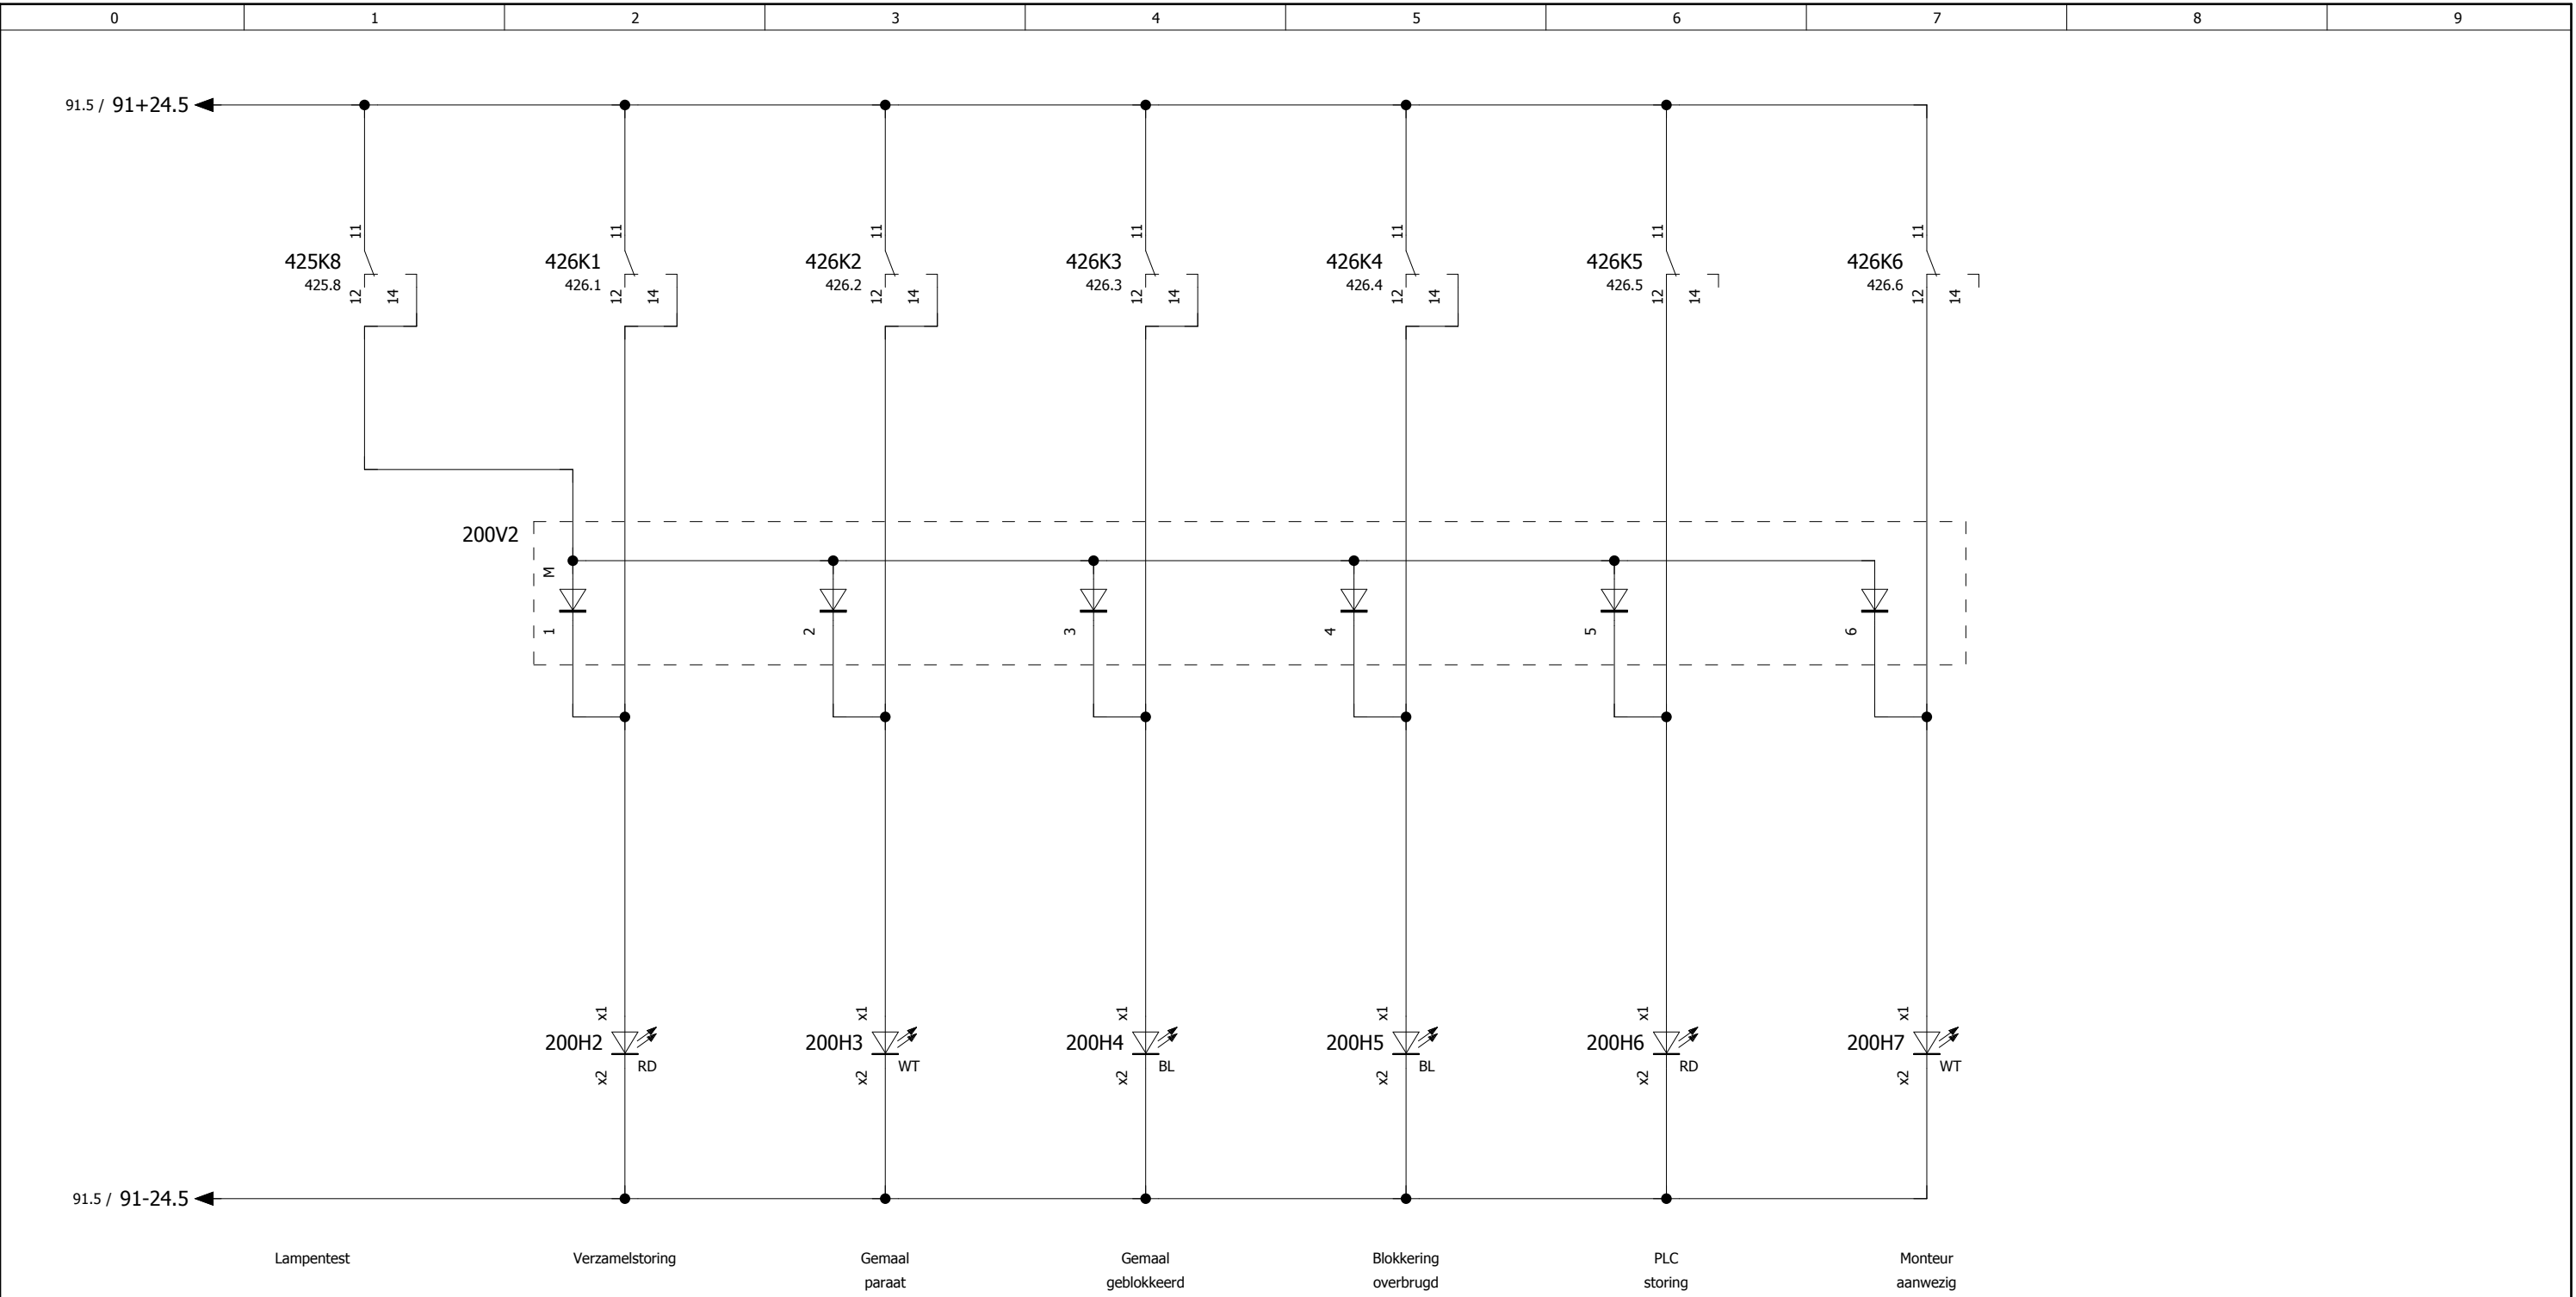 0 1 2 3 4 5 6 7 8 9
91.5 / 91+24.5
11 11 11 11 11 11 11
425K8 426K1 426K2 426K3 426K4 426K5 426K6
425.8 426.1 426.2 426.3 426.4 426.5 426.6
12 14 12 14 12 14 12 14 12 14 12 14 12 14
200V2
M
1 2 3 4 5 6
x1 x1 x1 x1 x1 x1
200H2 200H3 200H4 200H5 200H6 200H7
RD WT BL BL RD WT
x2 x2 x2 x2 x2 x2
91.5 / 91-24.5
Lampentest Verzamelstoring Gemaal Gemaal Blokkering PLC Monteur
paraat geblokkeerd overbrugd storing aanwezig